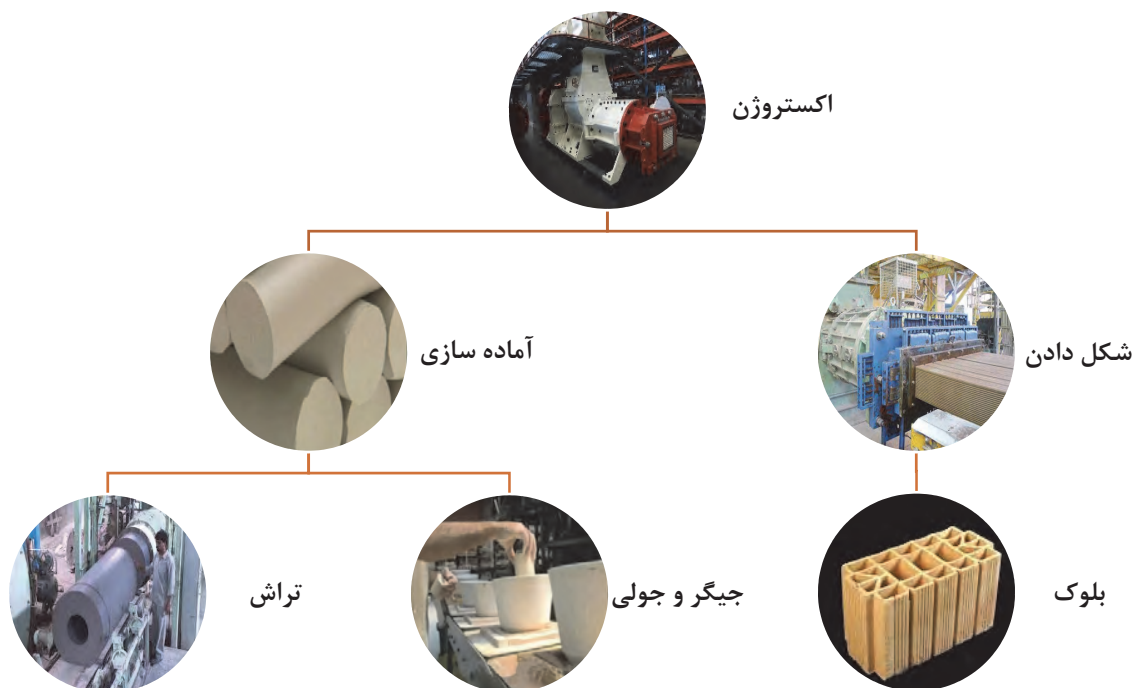 اکستروژن
شکل دادن
آماده سازی
بلوک
جیگر و جولی
تراش